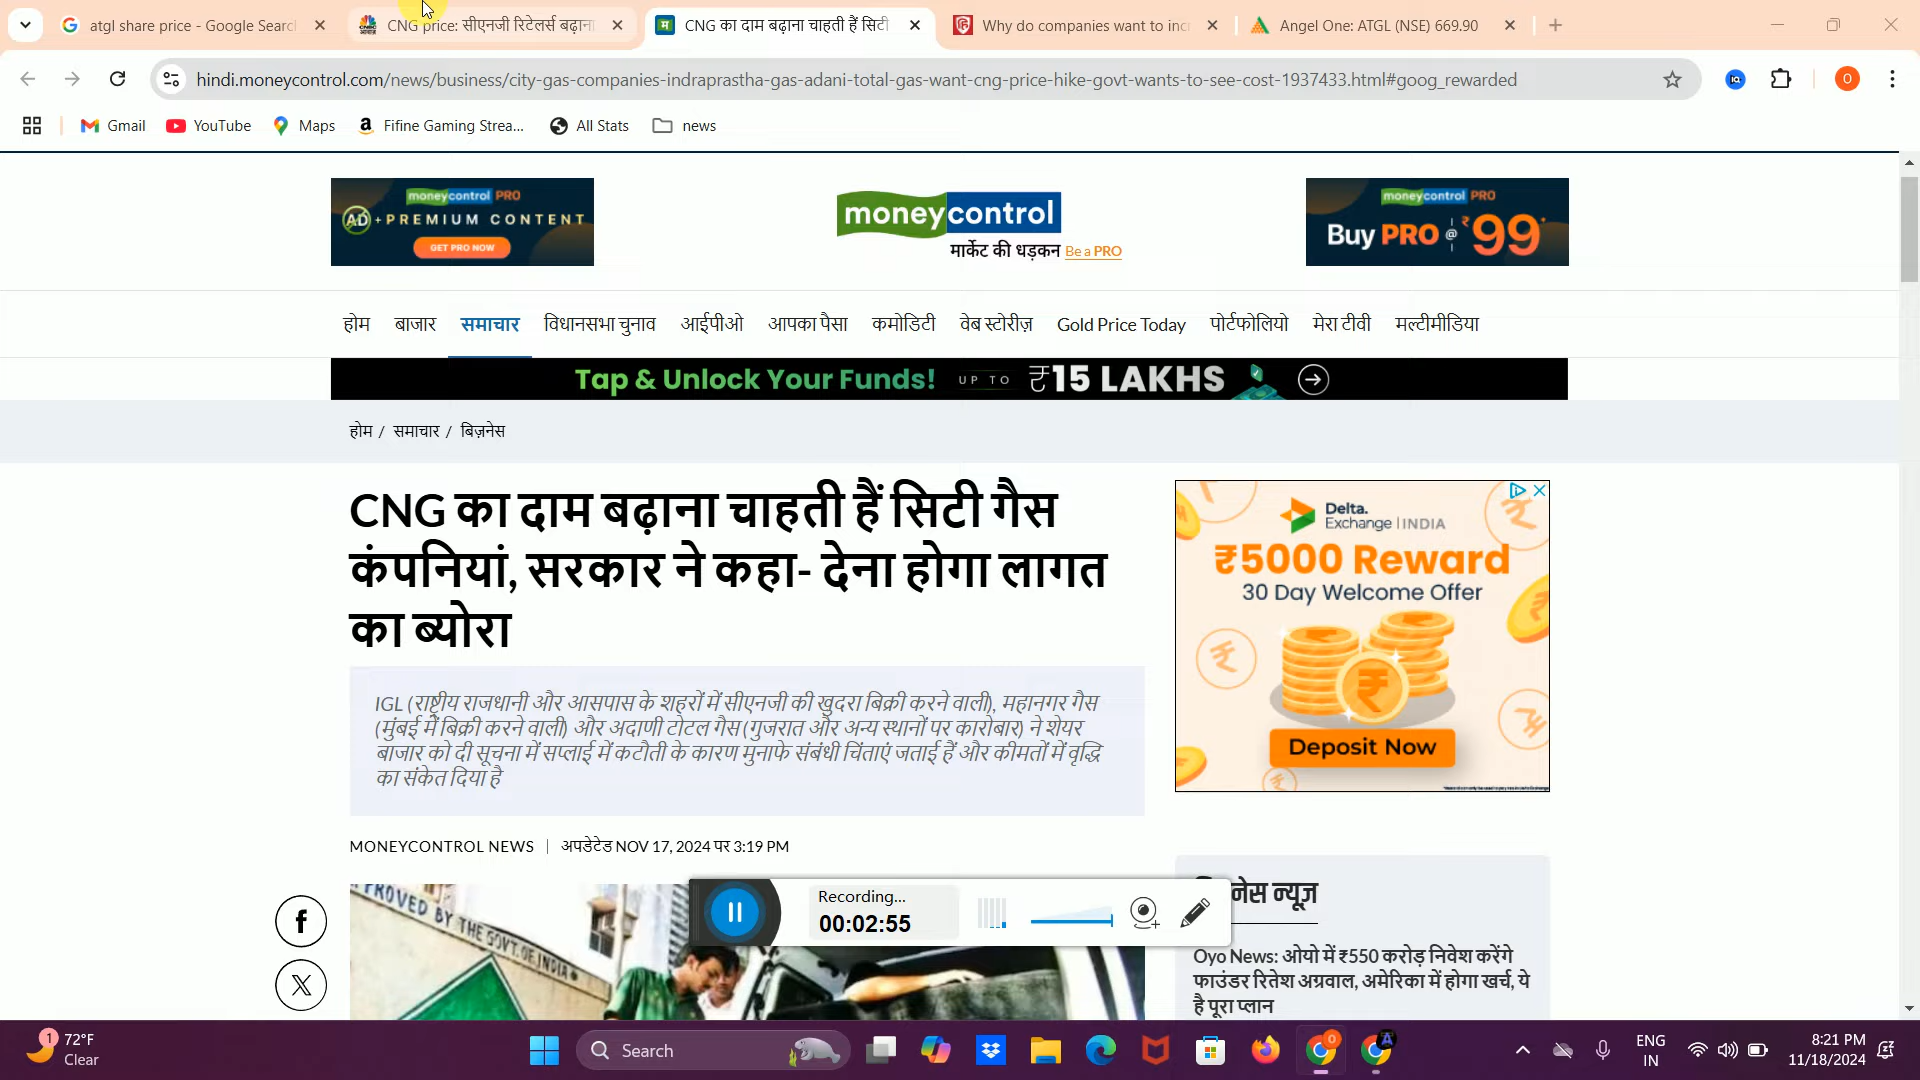 atgl share price - Google Searc
CNG price: सीएनजी रिटेलर्स बढ़ाना
CNG का दाम बढ़ाना चाहती हैं सिटी
Why do companies want to inc
Angel One: ATGL (NSE) 669.90
hindi.moneycontrol.com/news/business/city-gas-companies-indraprastha-gas-adani-total-gas-want-cng-price-hike-govt-wants-to-see-cost-1937433.html#goog_rewarded
O
Gmail
YouTube
Maps
Fifine Gaming Strea...
All Stats
news
moneycontrol PRO
AD + PREMIUM CONTENT
GET PRO NOW
moneycontrol
मार्केट की धड़कन Be a PRO
moneycontrol PRO
Buy PRO @ ₹99*
होम
बाजार
समाचार
विधानसभा चुनाव
आईपीओ
आपका पैसा
कमोडिटी
वेब स्टोरीज़
Gold Price Today
पोर्टफोलियो
मेरा टीवी
मल्टीमीडिया
Tap & Unlock Your Funds! UP TO ₹15 LAKHS
होम / समाचार / बिज़नेस
CNG का दाम बढ़ाना चाहती हैं सिटी गैस
कंपनियां, सरकार ने कहा- देना होगा लागत
का ब्योरा
IGL (राष्ट्रीय राजधानी और आसपास के शहरों में सीएनजी की खुदरा बिक्री करने वाली), महानगर गैस
(मुंबई में बिक्री करने वाली) और अदाणी टोटल गैस (गुजरात और अन्य स्थानों पर कारोबार) ने शेयर
बाजार को दी सूचना में सप्लाई में कटौती के कारण मुनाफे संबंधी चिंताएं जताई हैं और कीमतों में वृद्धि
का संकेत दिया है
MONEYCONTROL NEWS | अपडेटेड NOV 17, 2024 पर 3:19 PM
PROVED BY THE GOVT. OF INDIA
Delta.
Exchange | INDIA
₹5000 Reward
30 Day Welcome Offer
Deposit Now
नेस न्यूज़
Oyo News: ओयो में ₹550 करोड़ निवेश करेंगे
फाउंडर रितेश अग्रवाल, अमेरिका में होगा खर्च, ये
है पूरा प्लान
Recording...
00:02:55
1
72°F
Clear
Search
ENG
IN
8:21 PM
11/18/2024